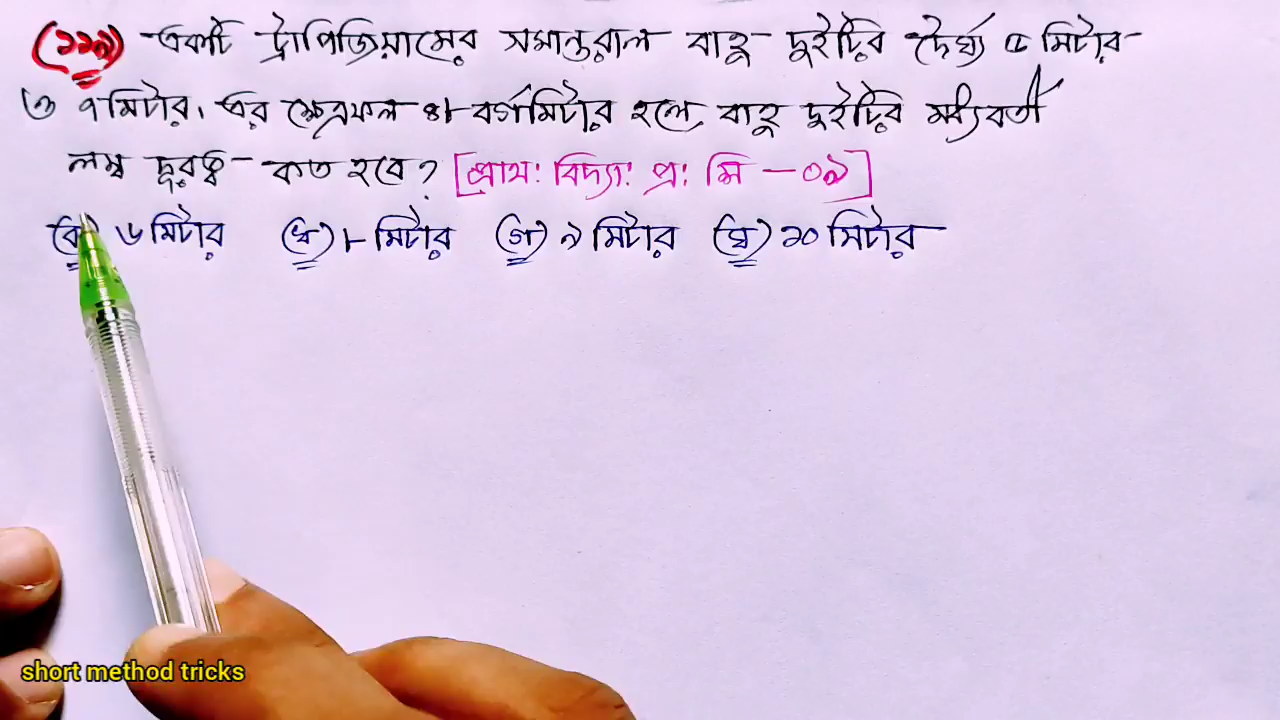 (১১৯) একটি ট্রাপিজিয়ামের সমান্তরাল বাহু দুইটির দৈর্ঘ্য ৫ মিটার
ও ৭ মিটার। এর ক্ষেত্রফল ৪৮ বর্গমিটার হলে, বাহু দুইটির মধ্যবর্তী
লম্ব দূরত্ব কত হবে? [প্রাথ: বিদ্যা: প্র: শি - ০৯]
(ক) ৬ মিটার (খ) ৮ মিটার (গ) ৯ মিটার (ঘ) ১০ মিটার
short method tricks